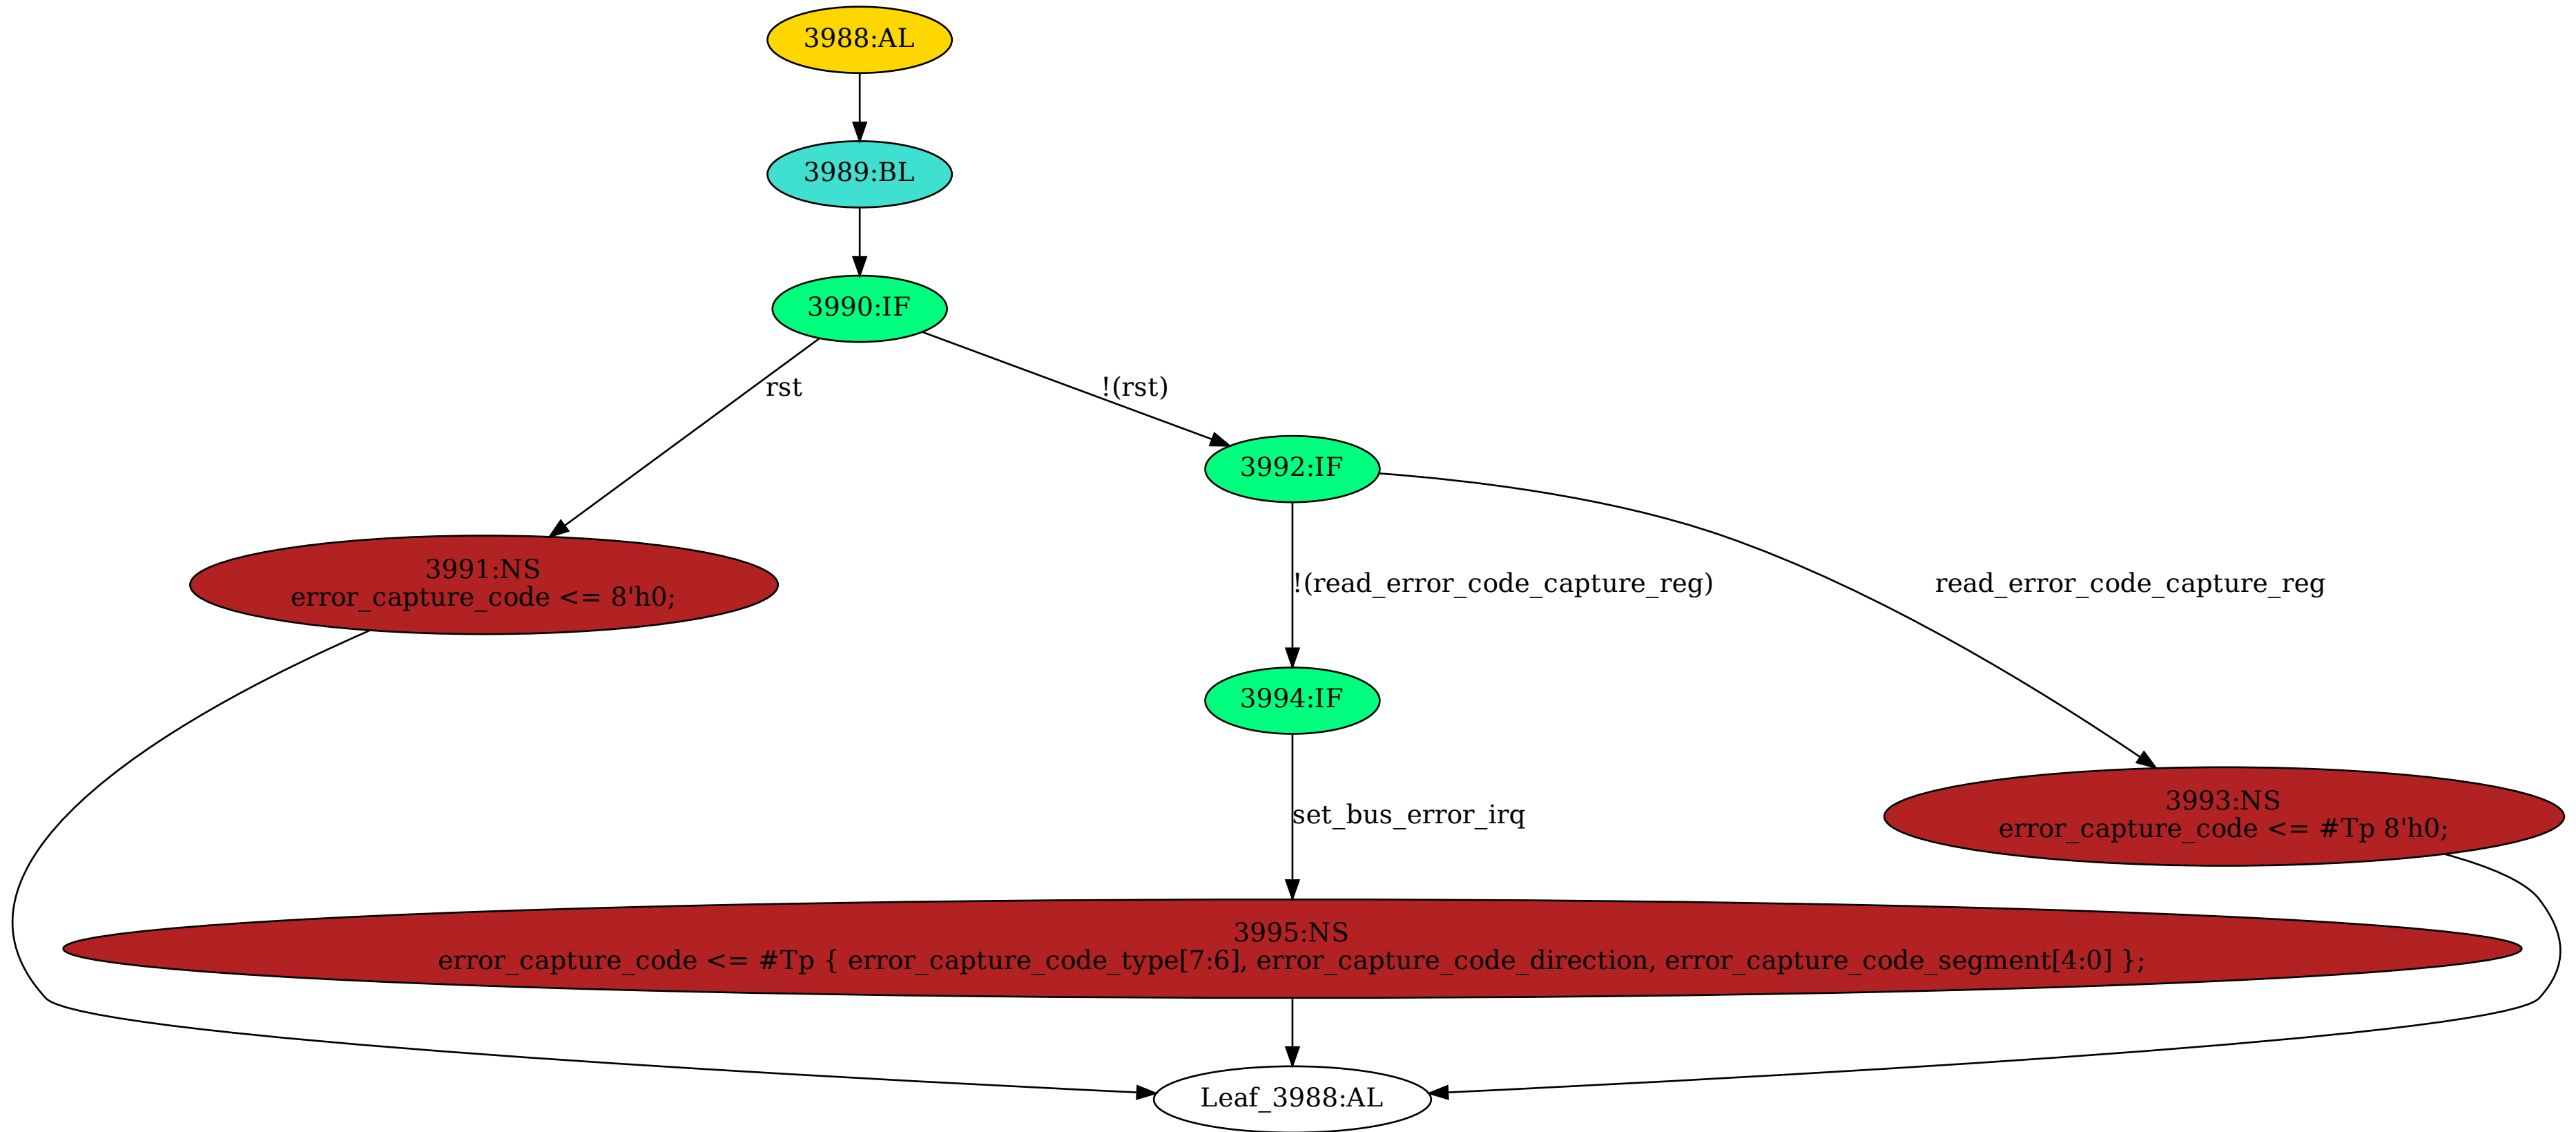 3988:AL
3989:BL
3990:IF
rst
!(rst)
3992:IF
3991:NS
error_capture_code <= 8'h0;
!(read_error_code_capture_reg)
read_error_code_capture_reg
3994:IF
set_bus_error_irq
3993:NS
error_capture_code <= #Tp 8'h0;
3995:NS
error_capture_code <= #Tp { error_capture_code_type[7:6], error_capture_code_direction, error_capture_code_segment[4:0] };
Leaf_3988:AL